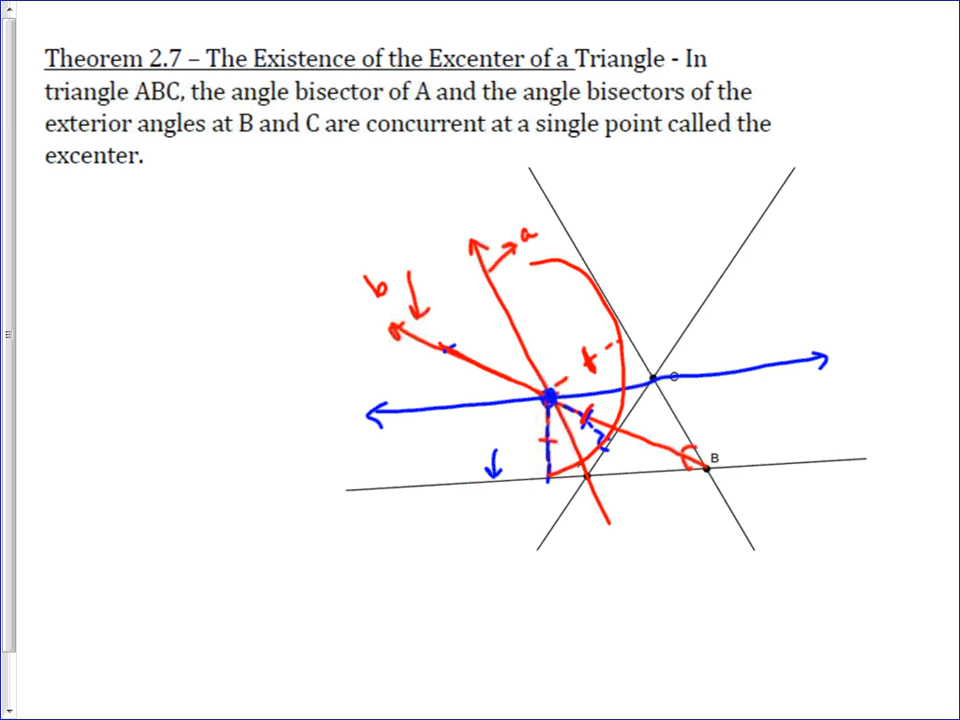 Theorem 2.7 – The Existence of the Excenter of a Triangle - In
triangle ABC, the angle bisector of A and the angle bisectors of the
exterior angles at B and C are concurrent at a single point called the
excenter.
a
b
C
B